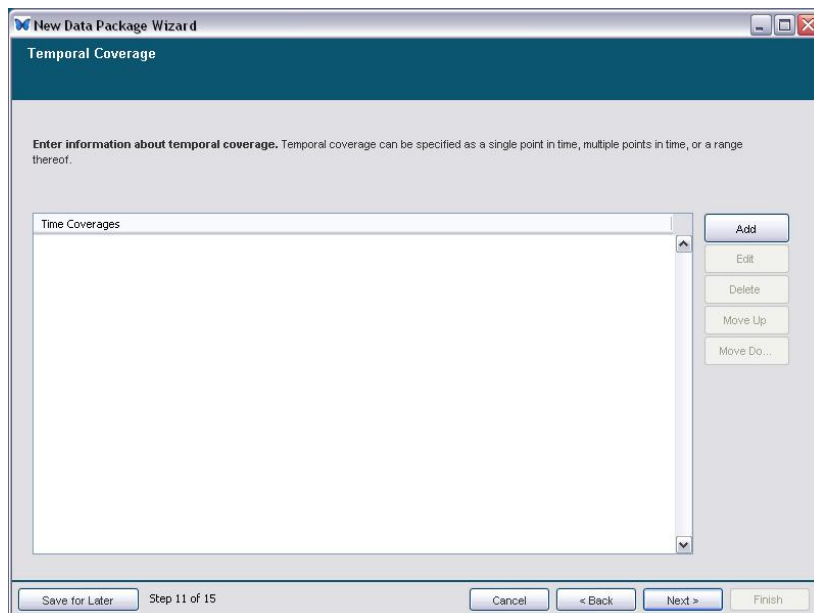 New Data Package Wizard
Temporal Coverage
Enter information about temporal coverage. Temporal coverage can be specified as a single point in time, multiple points in time, or a range
thereof.
Time Coverages
Add
Edit
Delete
Move Up
Move Do...
Save for Later
Step 11 of 15
Cancel
< Back
Next >
Finish